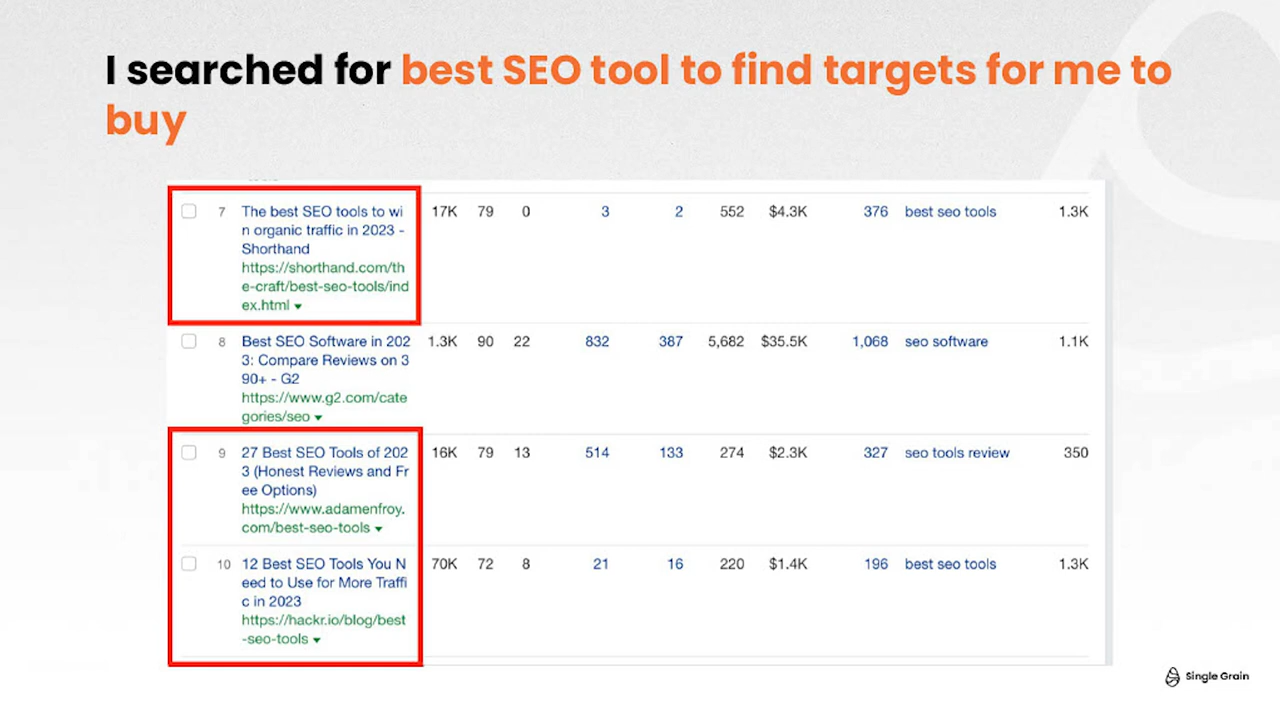 I searched for best SEO tool to find targets for me to
buy
7 The best SEO tools to wi 17K 79 0 3 2 552 $4.3K 376 best seo tools 1.3K
n organic traffic in 2023 -
Shorthand
https://shorthand.com/th
e-craft/best-seo-tools/ind
ex.html
8 Best SEO Software in 202 1.3K 90 22 832 387 5,682 $35.5K 1,068 seo software 1.1K
3: Compare Reviews on 3
90+ - G2
https://www.g2.com/cate
gories/seo
9 27 Best SEO Tools of 202 16K 79 13 514 133 274 $2.3K 327 seo tools review 350
3 (Honest Reviews and Fr
ee Options)
https://www.adamenfroy.
com/best-seo-tools
10 12 Best SEO Tools You N 70K 72 8 21 16 220 $1.4K 196 best seo tools 1.3K
eed to Use for More Traffi
c in 2023
https://hackr.io/blog/best
-seo-tools
Single Grain